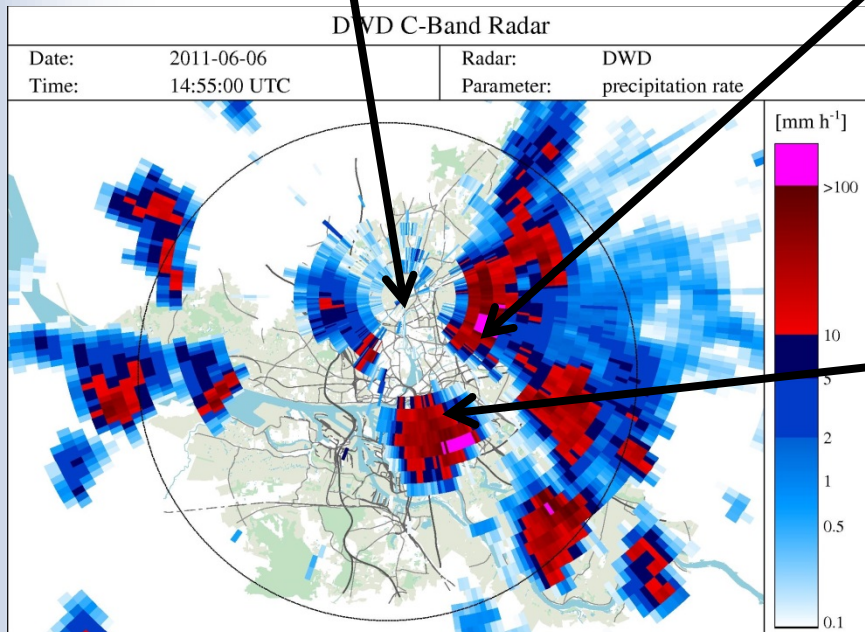 DWD C-Band Radar
Date: 2011-06-06 Radar: DWD
Time: 14:55:00 UTC Parameter: precipitation rate
[mm h⁻¹]
>100
10
5
2
1
0.5
0.1